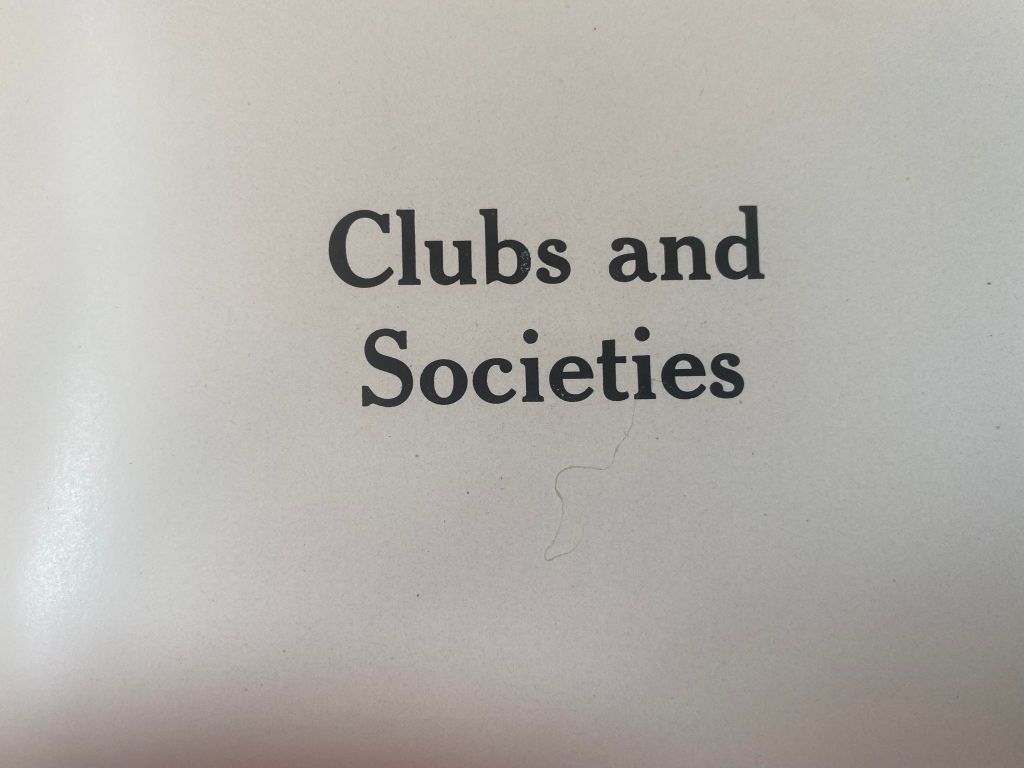 Clubs and
Societies